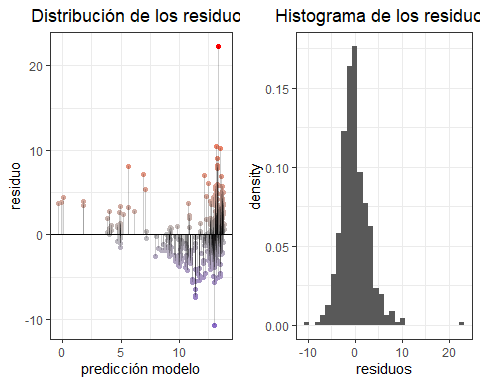 Distribución de los residuo
residuo
20
10
0
-10
0
5
10
predicción modelo
Histograma de los residuo
density
0.15
0.10
0.05
0.00
-10
0
10
20
residuos